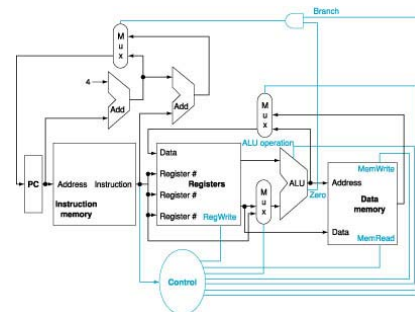 Branch
M
u
x
4
Add
Add
M
u
x
ALU operation
Data
MemWrite
PC
Address Instruction
Register #
Registers
ALU
Address
Register #
M
u
x
Zero
Data
memory
Instruction
memory
Register #
RegWrite
Data
MemRead
Control